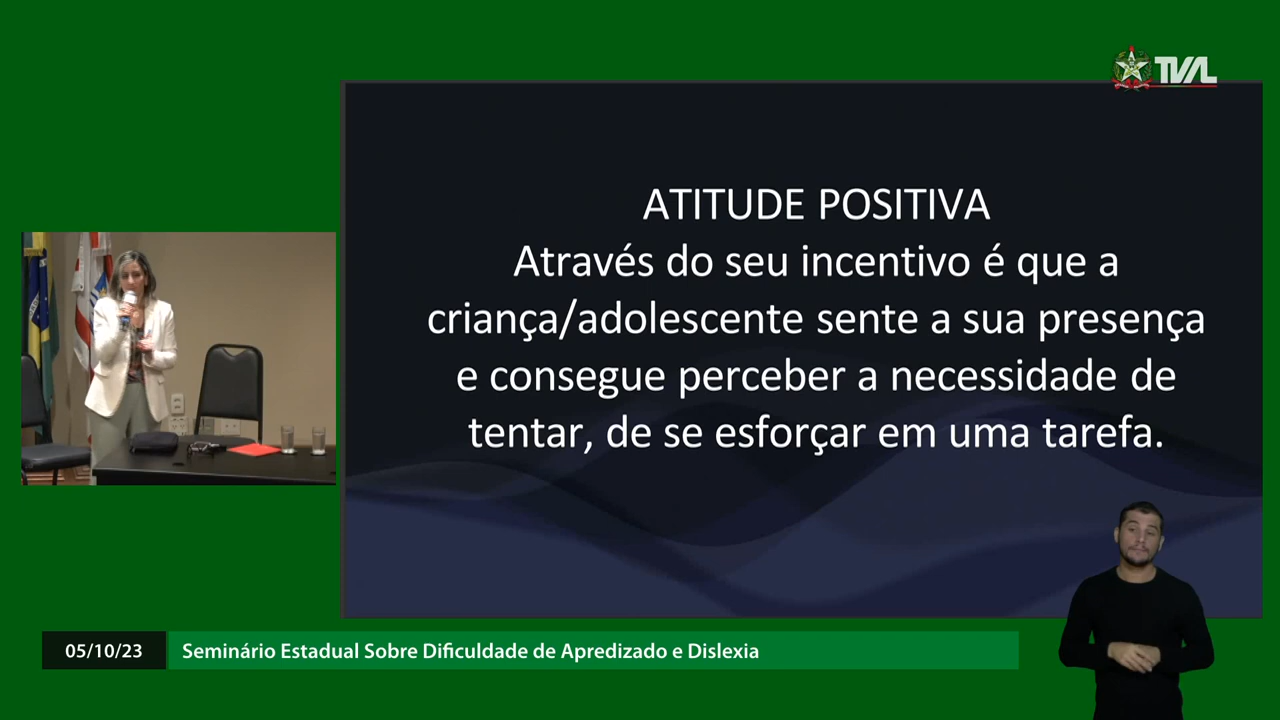 TVAL
ATITUDE POSITIVA
Através do seu incentivo é que a
criança/adolescente sente a sua presença
e consegue perceber a necessidade de
tentar, de se esforçar em uma tarefa.
05/10/23
Seminário Estadual Sobre Dificuldade de Apredizado e Dislexia